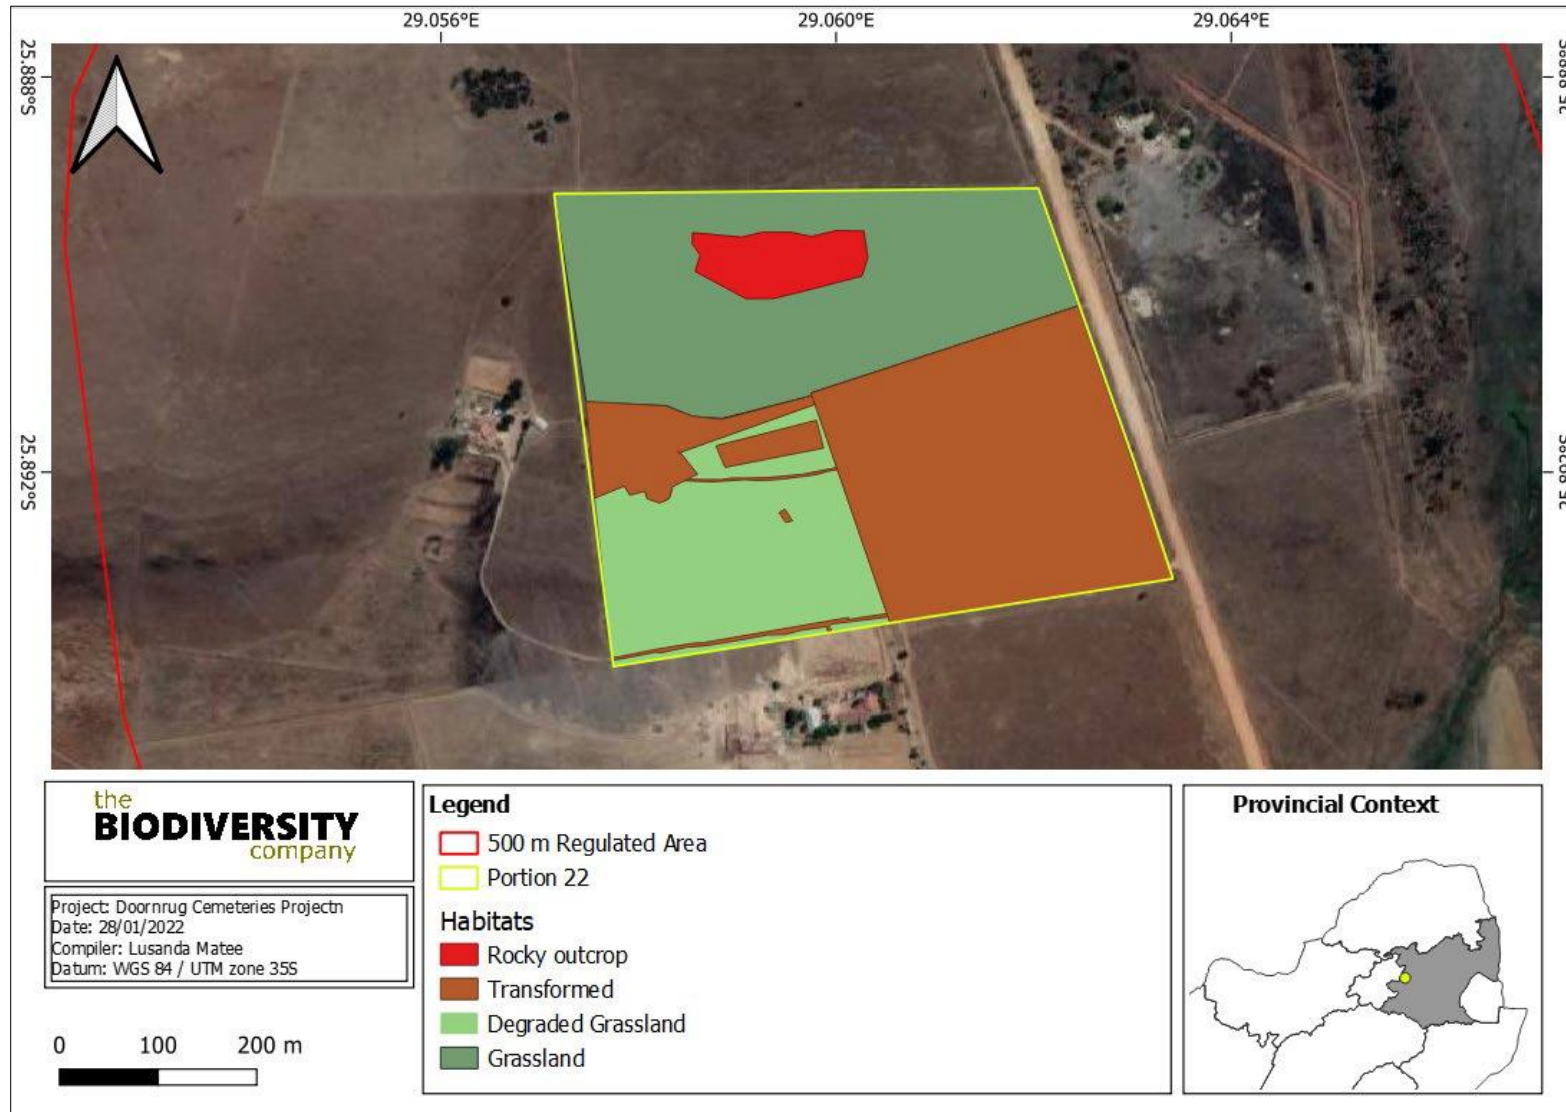 29.056°E
29.060°E
29.064°E
25.888°S
25.892°S
the
BIODIVERSITY
company
Project: Doornrug Cemeteries Projectn
Date: 28/01/2022
Compiler: Lusanda Matee
Datum: WGS 84 / UTM zone 35S
0 100 200 m
Legend
500 m Regulated Area
Portion 22
Habitats
Rocky outcrop
Transformed
Degraded Grassland
Grassland
Provincial Context